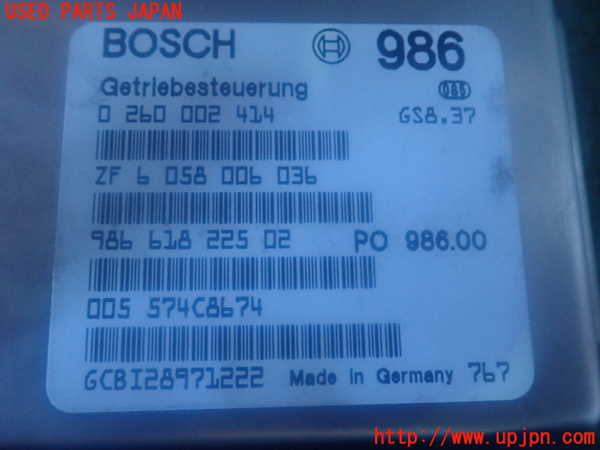 USED PARTS JAPAN
BOSCH 986
Getriebesteuerung 085
0 260 002 414 GS8.37
ZF 6 058 006 036
986 618 225 02 PO 986.00
005 574C8674
GCBI28971222 Made in Germany 767
http://www.upjpn.com/